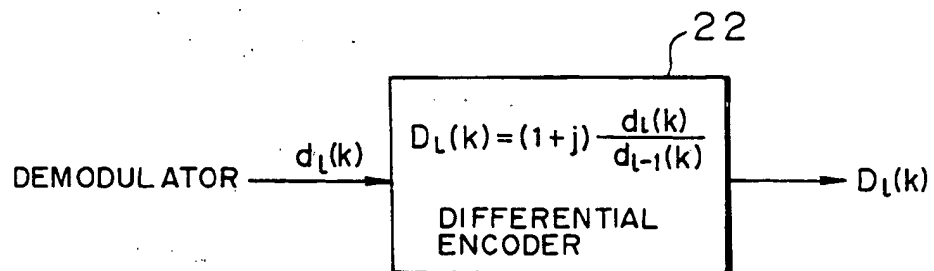 22
D_l(k) = (1+j) d_l(k) / d_{l-1}(k)
DEMODULATOR
d_l(k)
D_l(k)
DIFFERENTIAL
ENCODER